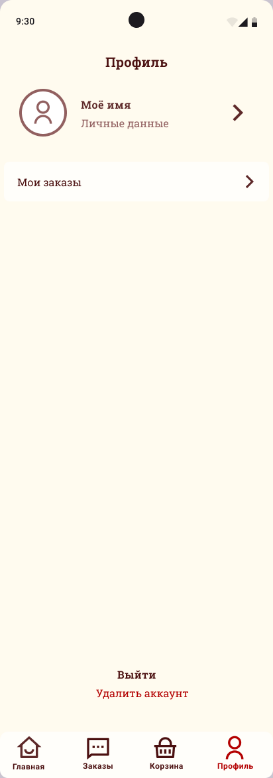 9:30
Профиль
Моё имя
Личные данные
Мои заказы
Выйти
Удалить аккаунт
Главная Заказы Корзина Профиль